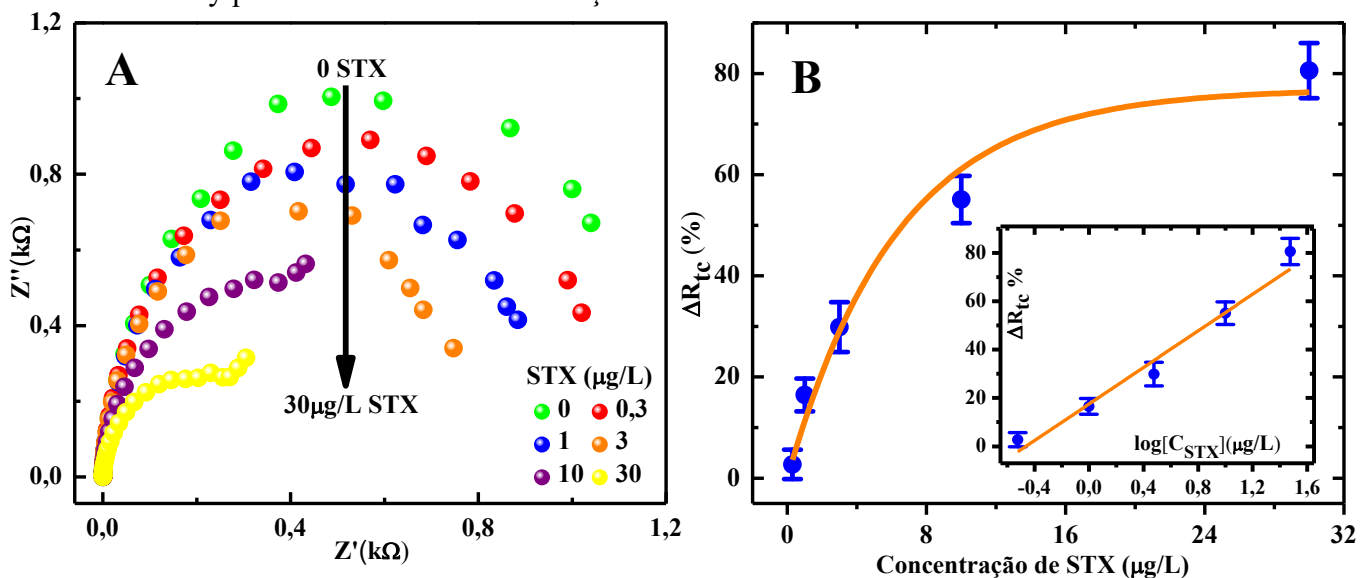 A
0 STX
30μg/L STX
STX (μg/L)
0 0,3
1 3
10 30
Z''(kΩ)
1,2
0,8
0,4
0,0
0,0 0,4 0,8 1,2
Z'(kΩ)
B
ΔR_tc (%)
80
60
40
20
0
0 8 16 24 32
Concentração de STX (μg/L)
ΔR_tc %
80
60
40
20
0
log[C_STX](μg/L)
-0,4 0,0 0,4 0,8 1,2 1,6